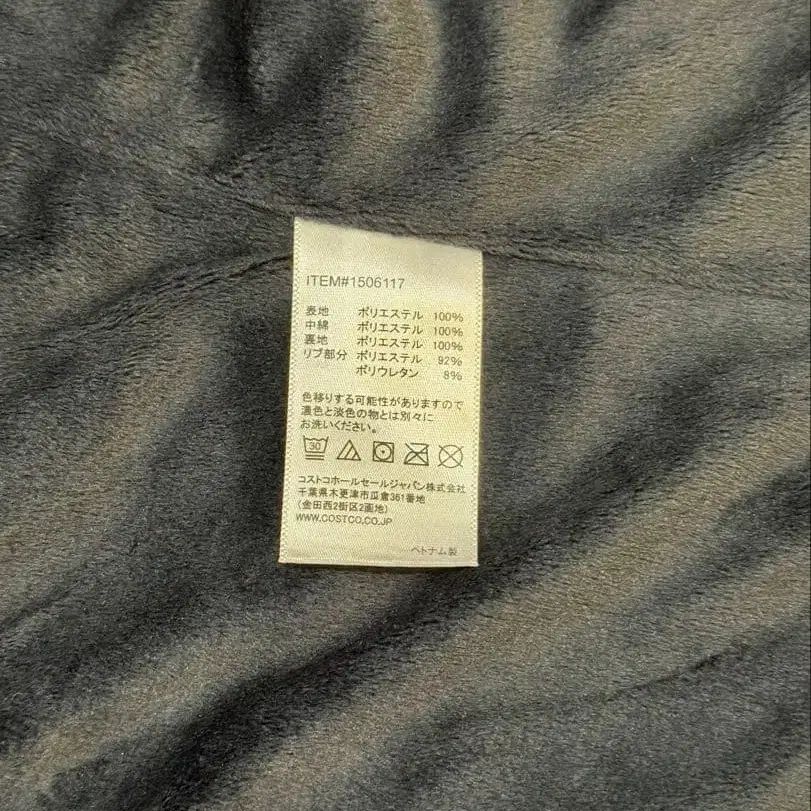 ITEM#1506117
表地 ポリエステル 100%
中綿 ポリエステル 100%
裏地 ポリエステル 100%
リブ部分 ポリエステル 92%
ポリウレタン 8%
色移りする可能性がありますので
濃色と淡色の物とは別々に
お洗いください。
30
コストコホールセールジャパン株式会社
千葉県木更津市瓜倉361番地
(金田西2街区2画地)
WWW.COSTCO.CO.JP
ベトナム製